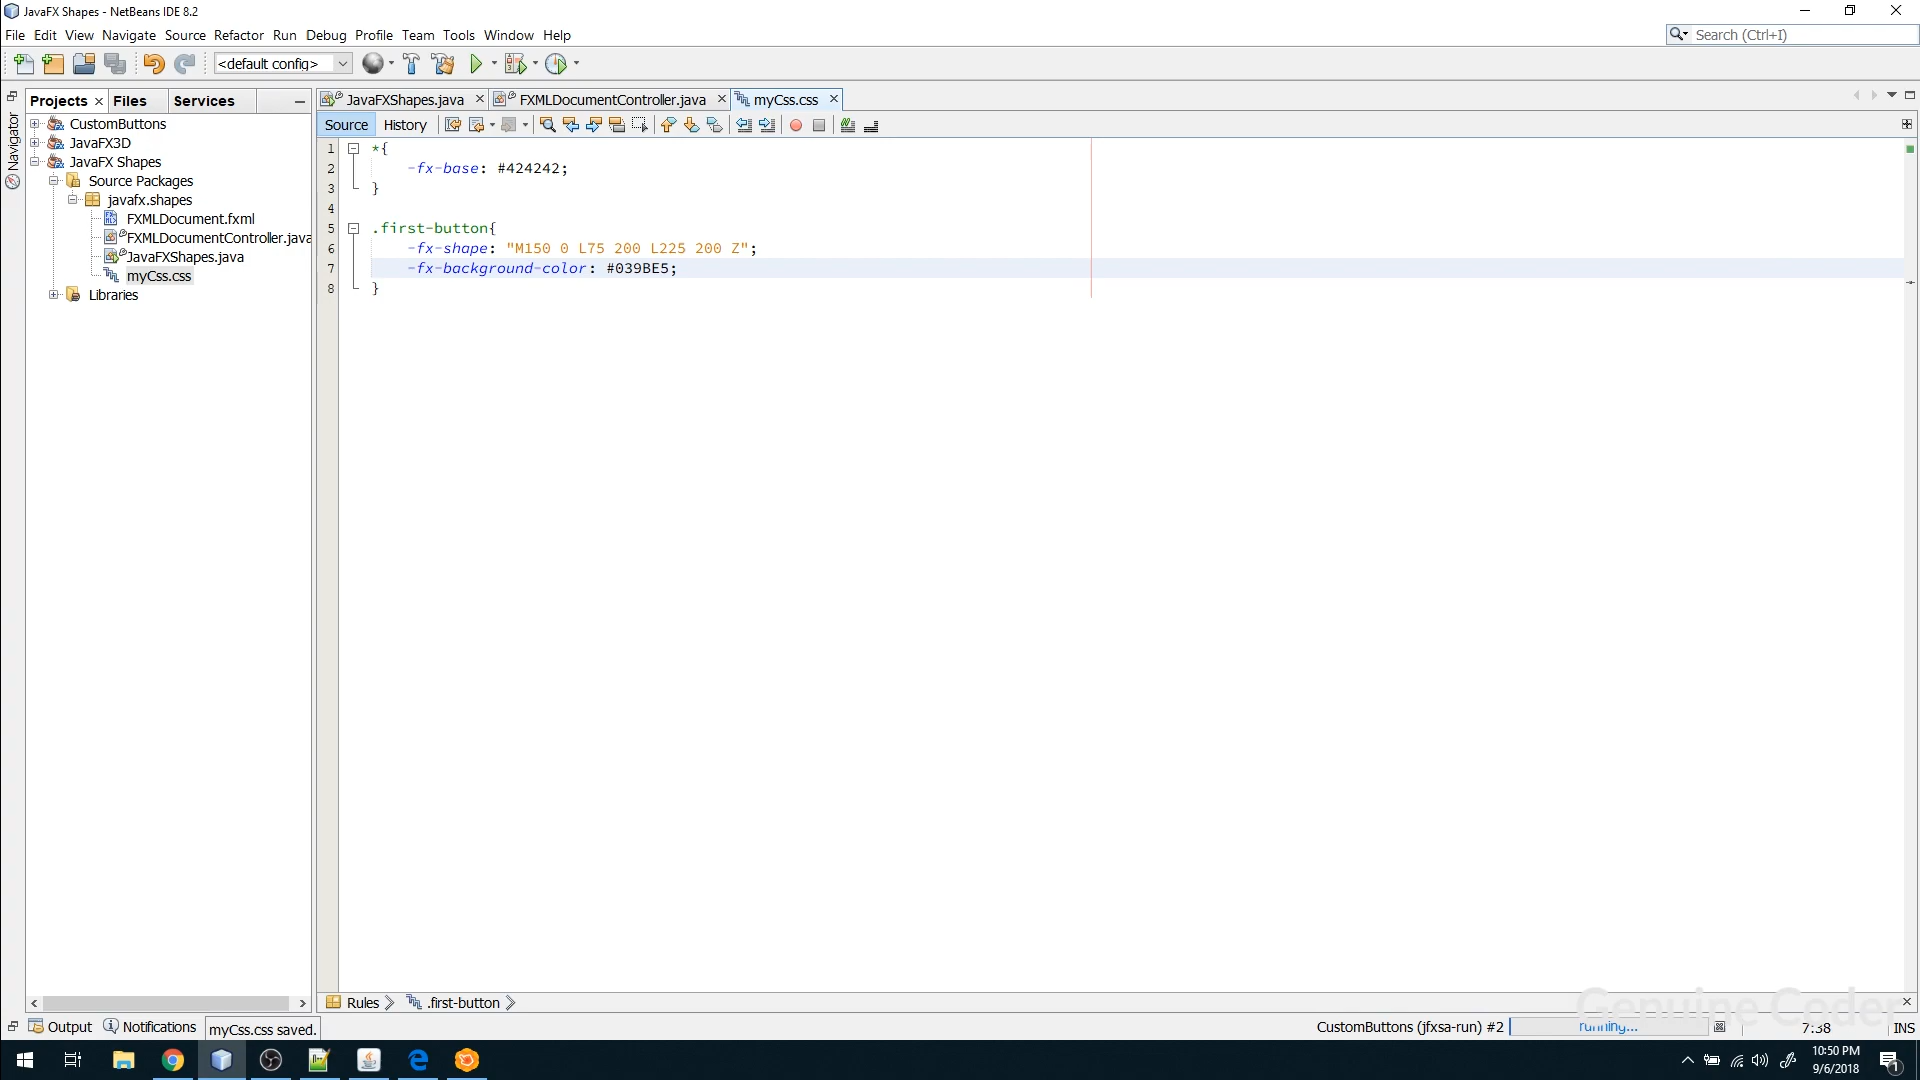 JavaFX Shapes - NetBeans IDE 8.2
File Edit View Navigate Source Refactor Run Debug Profile Team Tools Window Help
Search (Ctrl+I)
<default config>
Projects Files Services
JavaFXShapes.java FXMLDocumentController.java myCss.css
Navigator
Source History
CustomButtons
JavaFX3D
JavaFX Shapes
Source Packages
javafx.shapes
FXMLDocument.fxml
FXMLDocumentController.java
JavaFXShapes.java
myCss.css
Libraries
1 *{
2 -fx-base: #424242;
3 }
4
5 .first-button{
6 -fx-shape: "M150 0 L75 200 L225 200 Z";
7 -fx-background-color: #039BE5;
8 }
Rules .first-button
Genuine Coder
Output Notifications myCss.css saved.
CustomButtons (jfxsa-run) #2 running... 7:38 INS
10:50 PM
9/6/2018
1